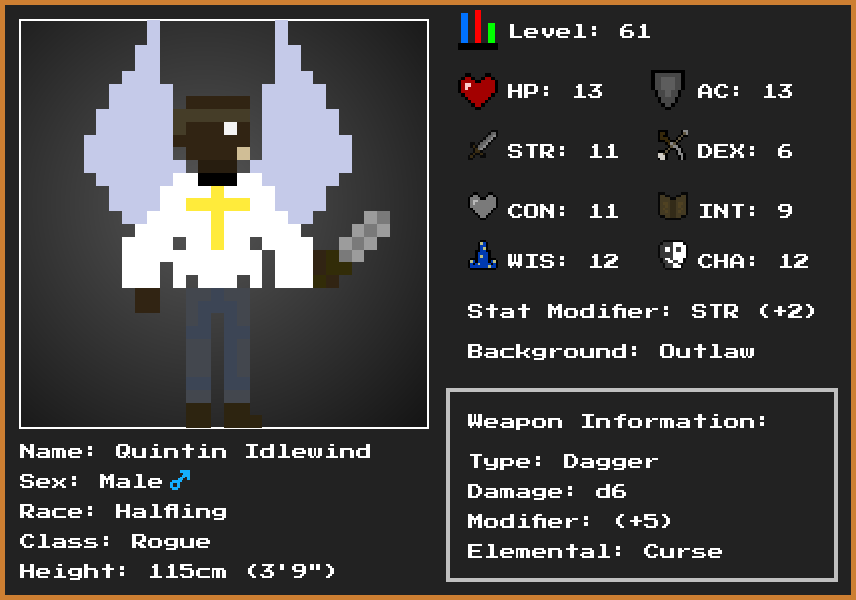 Level: 61
HP: 13
AC: 13
STR: 11
DEX: 6
CON: 11
INT: 9
WIS: 12
CHA: 12
Stat Modifier: STR (+2)
Background: Outlaw
Weapon Information:
Type: Dagger
Damage: d6
Modifier: (+5)
Elemental: Curse
Name: Quintin Idlewind
Sex: Male♂
Race: Halfling
Class: Rogue
Height: 115cm (3'9")